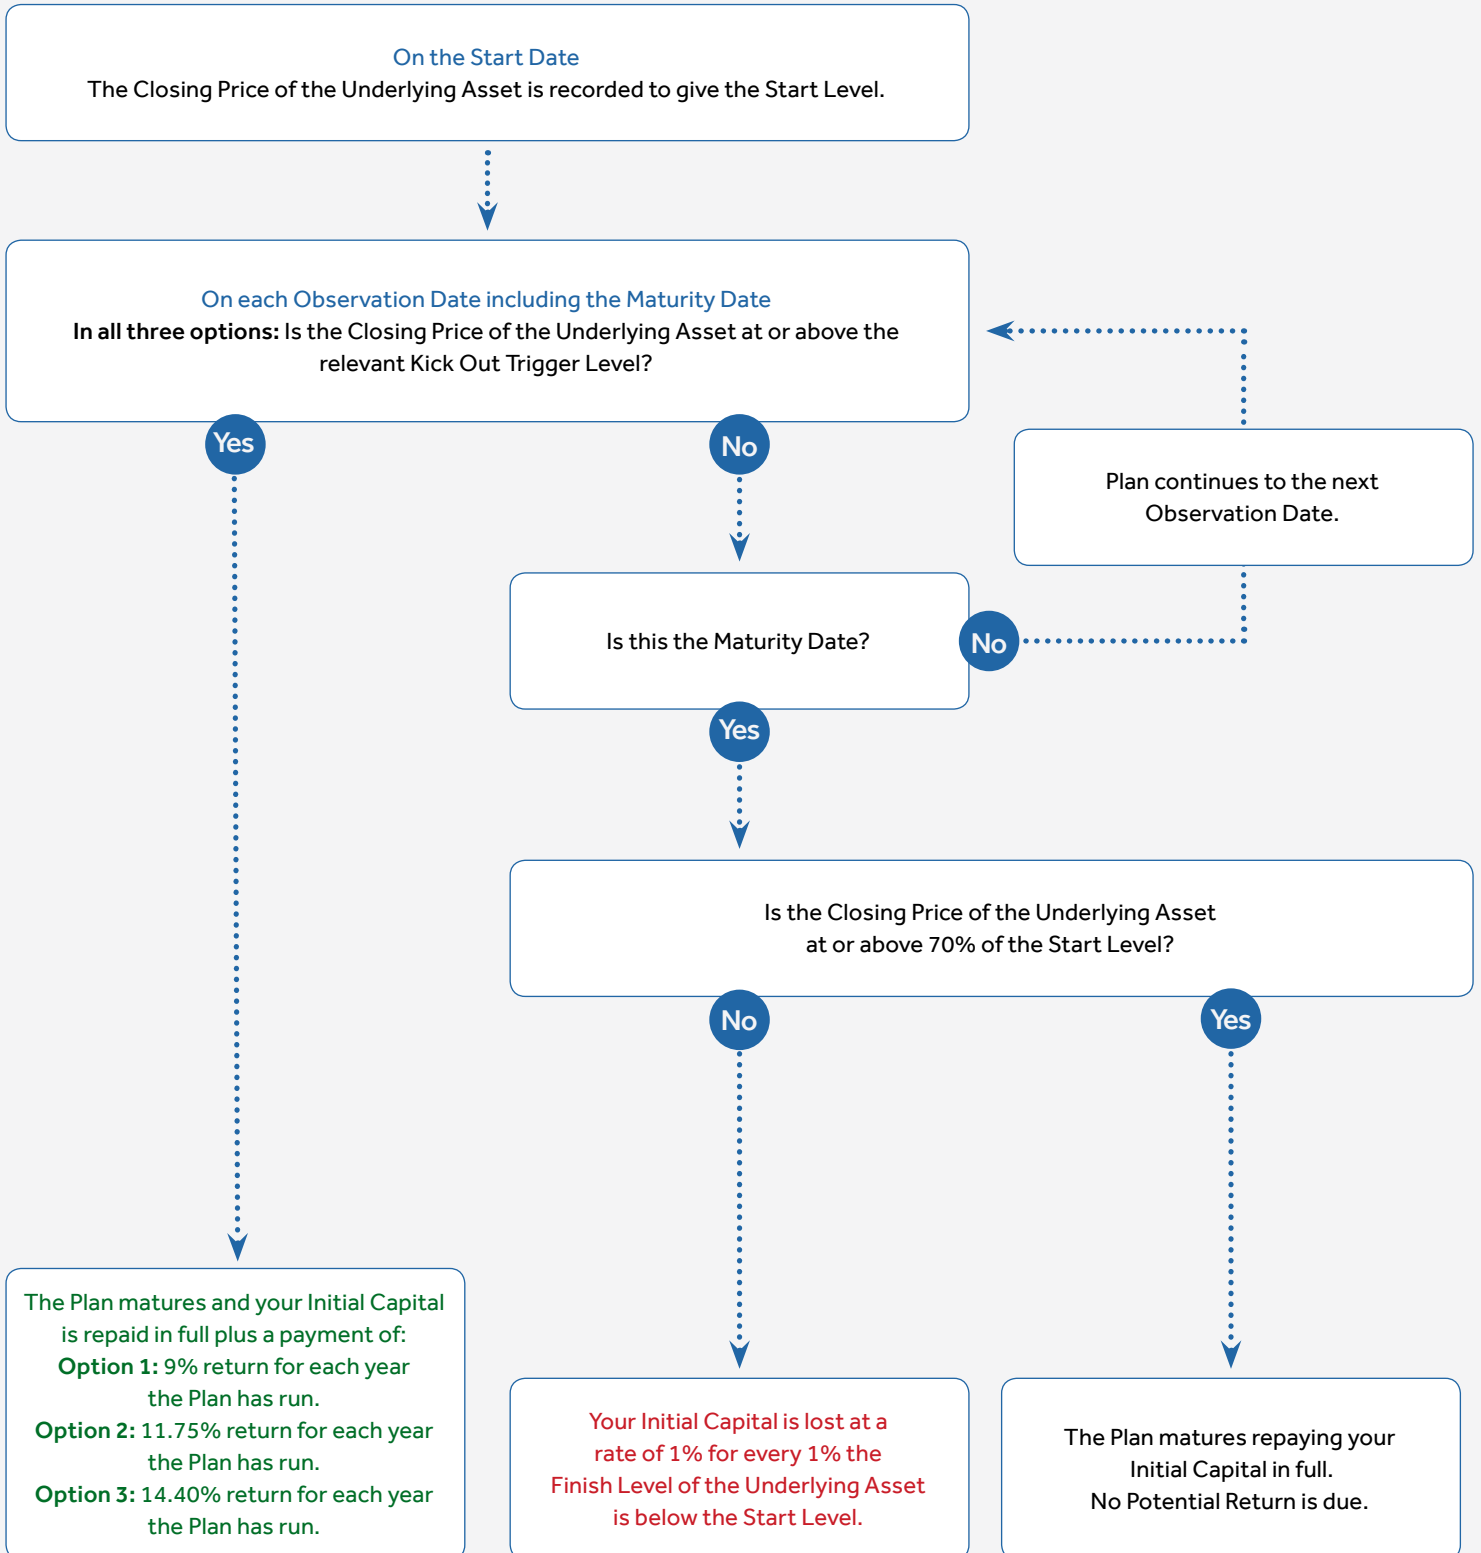 On the Start Date
The Closing Price of the Underlying Asset is recorded to give the Start Level.
On each Observation Date including the Maturity Date
In all three options: Is the Closing Price of the Underlying Asset at or above the
relevant Kick Out Trigger Level?
Yes
No
Plan continues to the next
Observation Date.
Is this the Maturity Date?
No
Yes
Is the Closing Price of the Underlying Asset
at or above 70% of the Start Level?
No
Yes
The Plan matures and your Initial Capital
is repaid in full plus a payment of:
Option 1: 9% return for each year
the Plan has run.
Option 2: 11.75% return for each year
the Plan has run.
Option 3: 14.40% return for each year
the Plan has run.
Your Initial Capital is lost at a
rate of 1% for every 1% the
Finish Level of the Underlying Asset
is below the Start Level.
The Plan matures repaying your
Initial Capital in full.
No Potential Return is due.